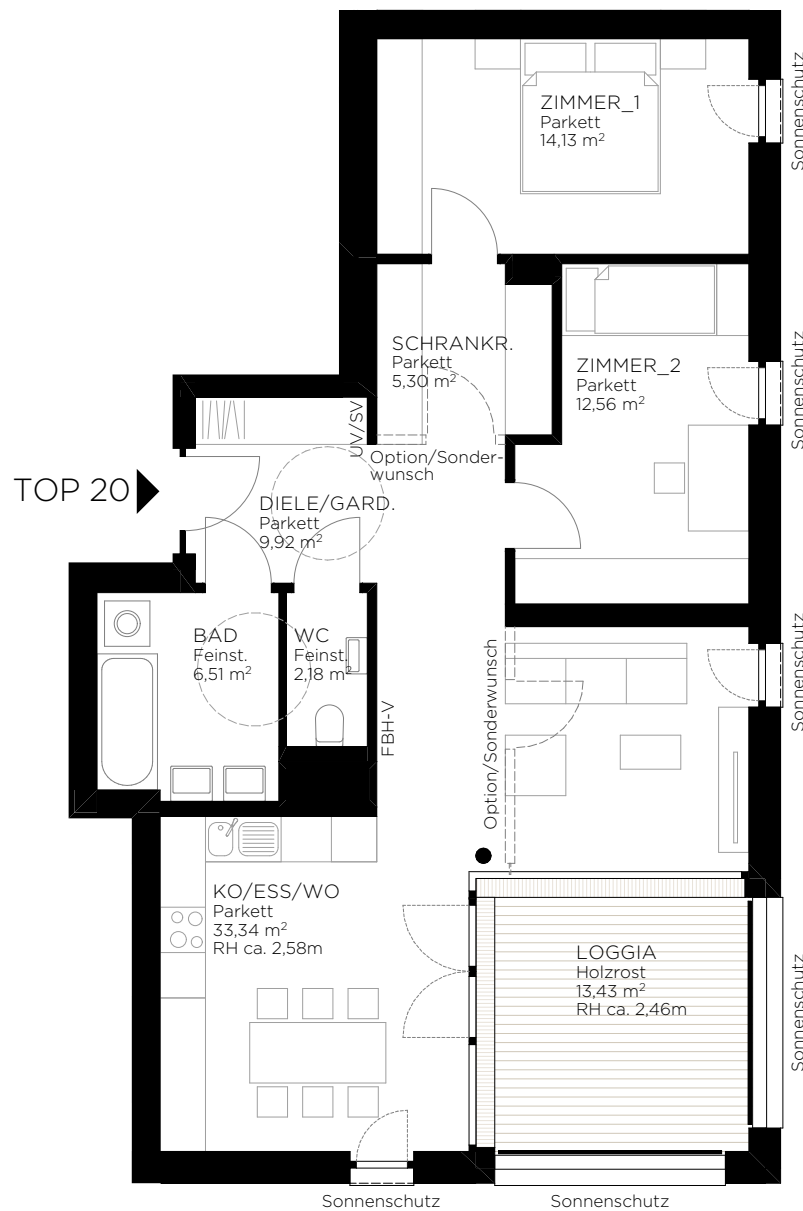 ZIMMER_1
Parkett
14,13 m²
Sonnenschutz
SCHRANKR.
Parkett
5,30 m²
ZIMMER_2
Parkett
12,56 m²
Sonnenschutz
UV/SV
Option/Sonder-
wunsch
TOP 20
DIELE/GARD.
Parkett
9,92 m²
BAD
Feinst.
6,51 m²
WC
Feinst.
2,18 m²
FBH-V
Option/Sonderwunsch
Sonnenschutz
KO/ESS/WO
Parkett
33,34 m²
RH ca. 2,58m
LOGGIA
Holzrost
13,43 m²
RH ca. 2,46m
Sonnenschutz
Sonnenschutz
Sonnenschutz